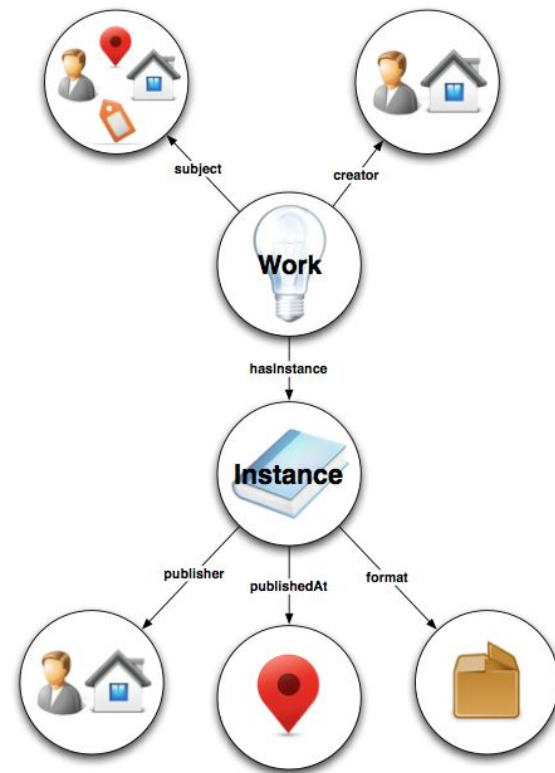 subject
creator
Work
hasInstance
Instance
publisher
publishedAt
format